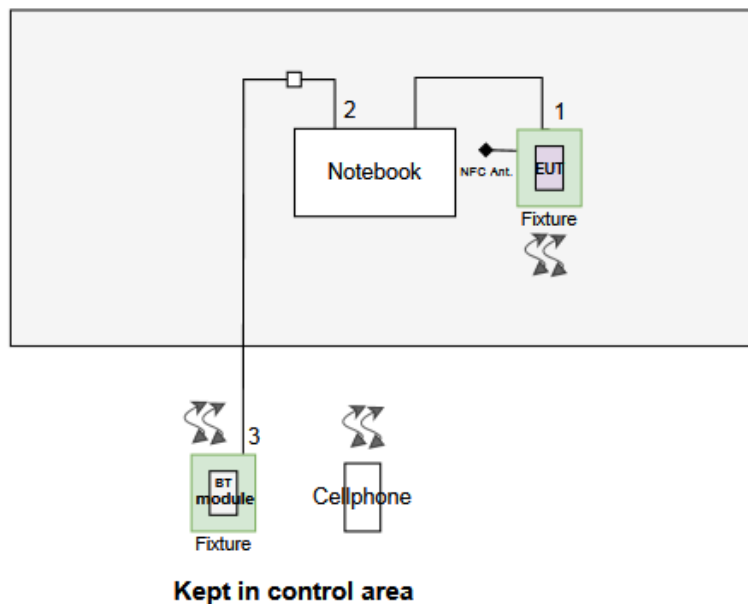 2
1
Notebook
NFC Ant.
EUT
Fixture
3
BT
module
Fixture
Cellphone
Kept in control area